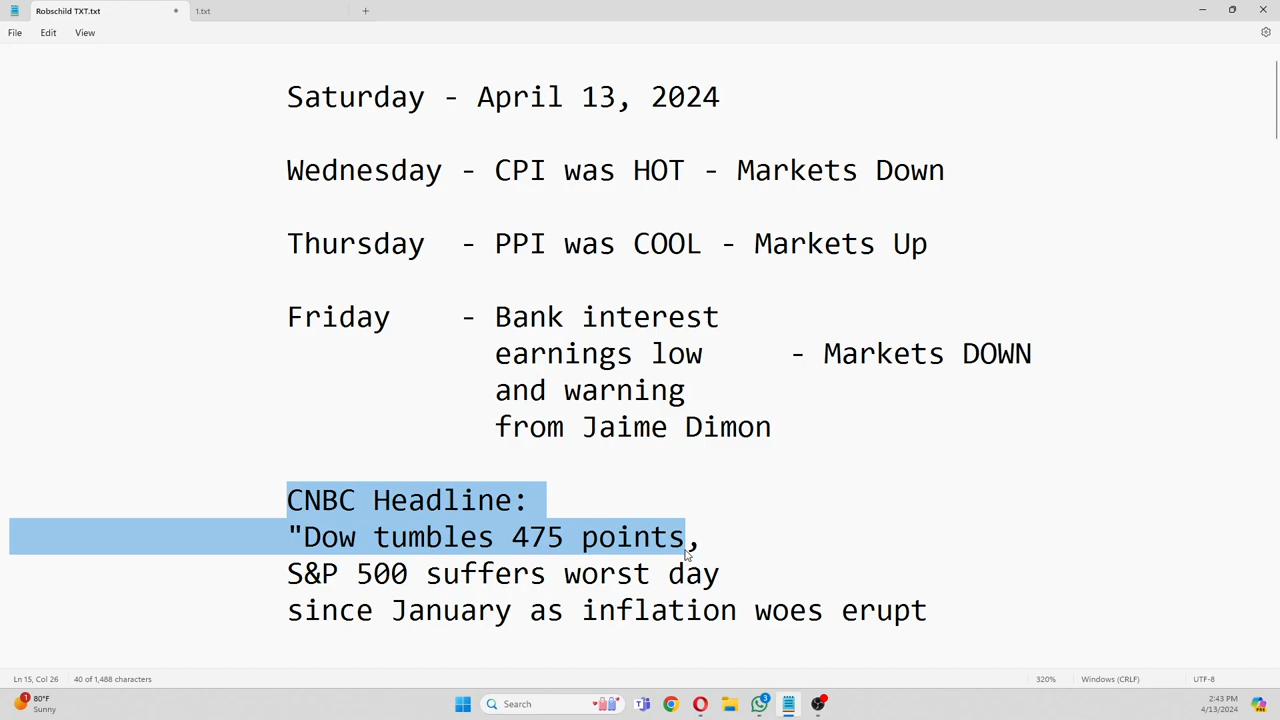 Robschild TXT.txt
1.txt
File Edit View
Saturday - April 13, 2024
Wednesday - CPI was HOT - Markets Down
Thursday - PPI was COOL - Markets Up
Friday - Bank interest
earnings low - Markets DOWN
and warning
from Jaime Dimon
CNBC Headline:
"Dow tumbles 475 points,
S&P 500 suffers worst day
since January as inflation woes erupt
Ln 15, Col 26 40 of 1,488 characters 320% Windows (CRLF) UTF-8
1
80°F
Sunny
Search
3
2:43 PM
4/13/2024
PRE